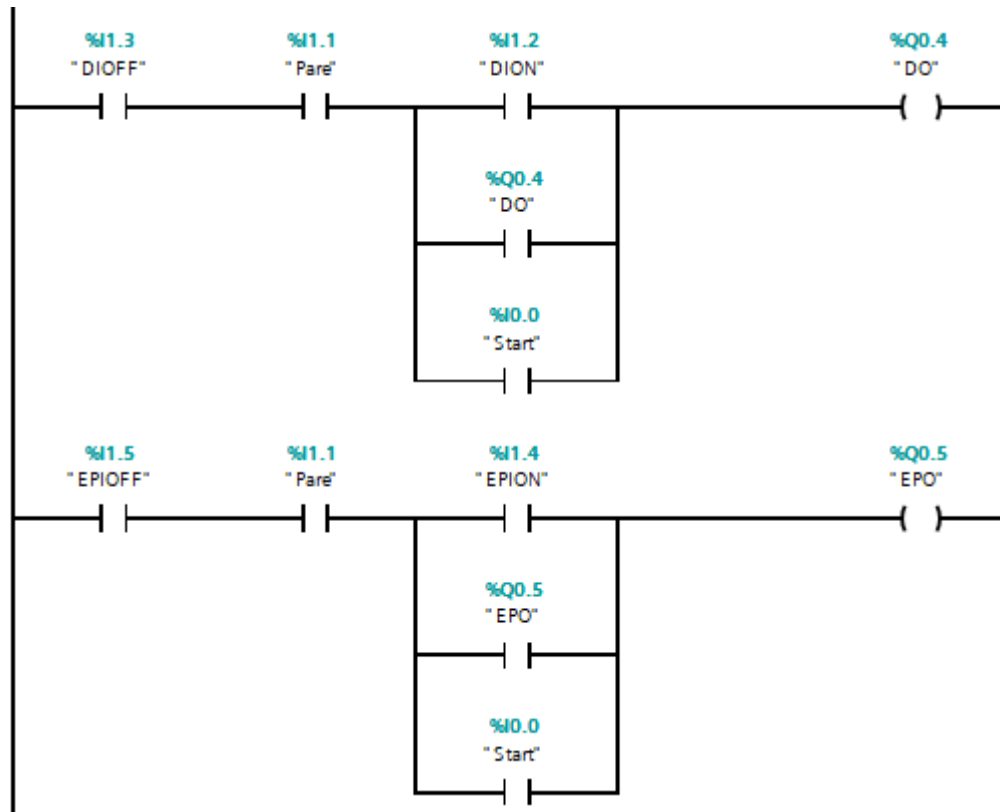 %I1.3 %I1.1 %I1.2 %Q0.4
"DIOFF" "Pare" "DION" "DO"
%Q0.4
"DO"
%I0.0
"Start"
%I1.5 %I1.1 %I1.4 %Q0.5
"EPIOFF" "Pare" "EPION" "EPO"
%Q0.5
"EPO"
%I0.0
"Start"